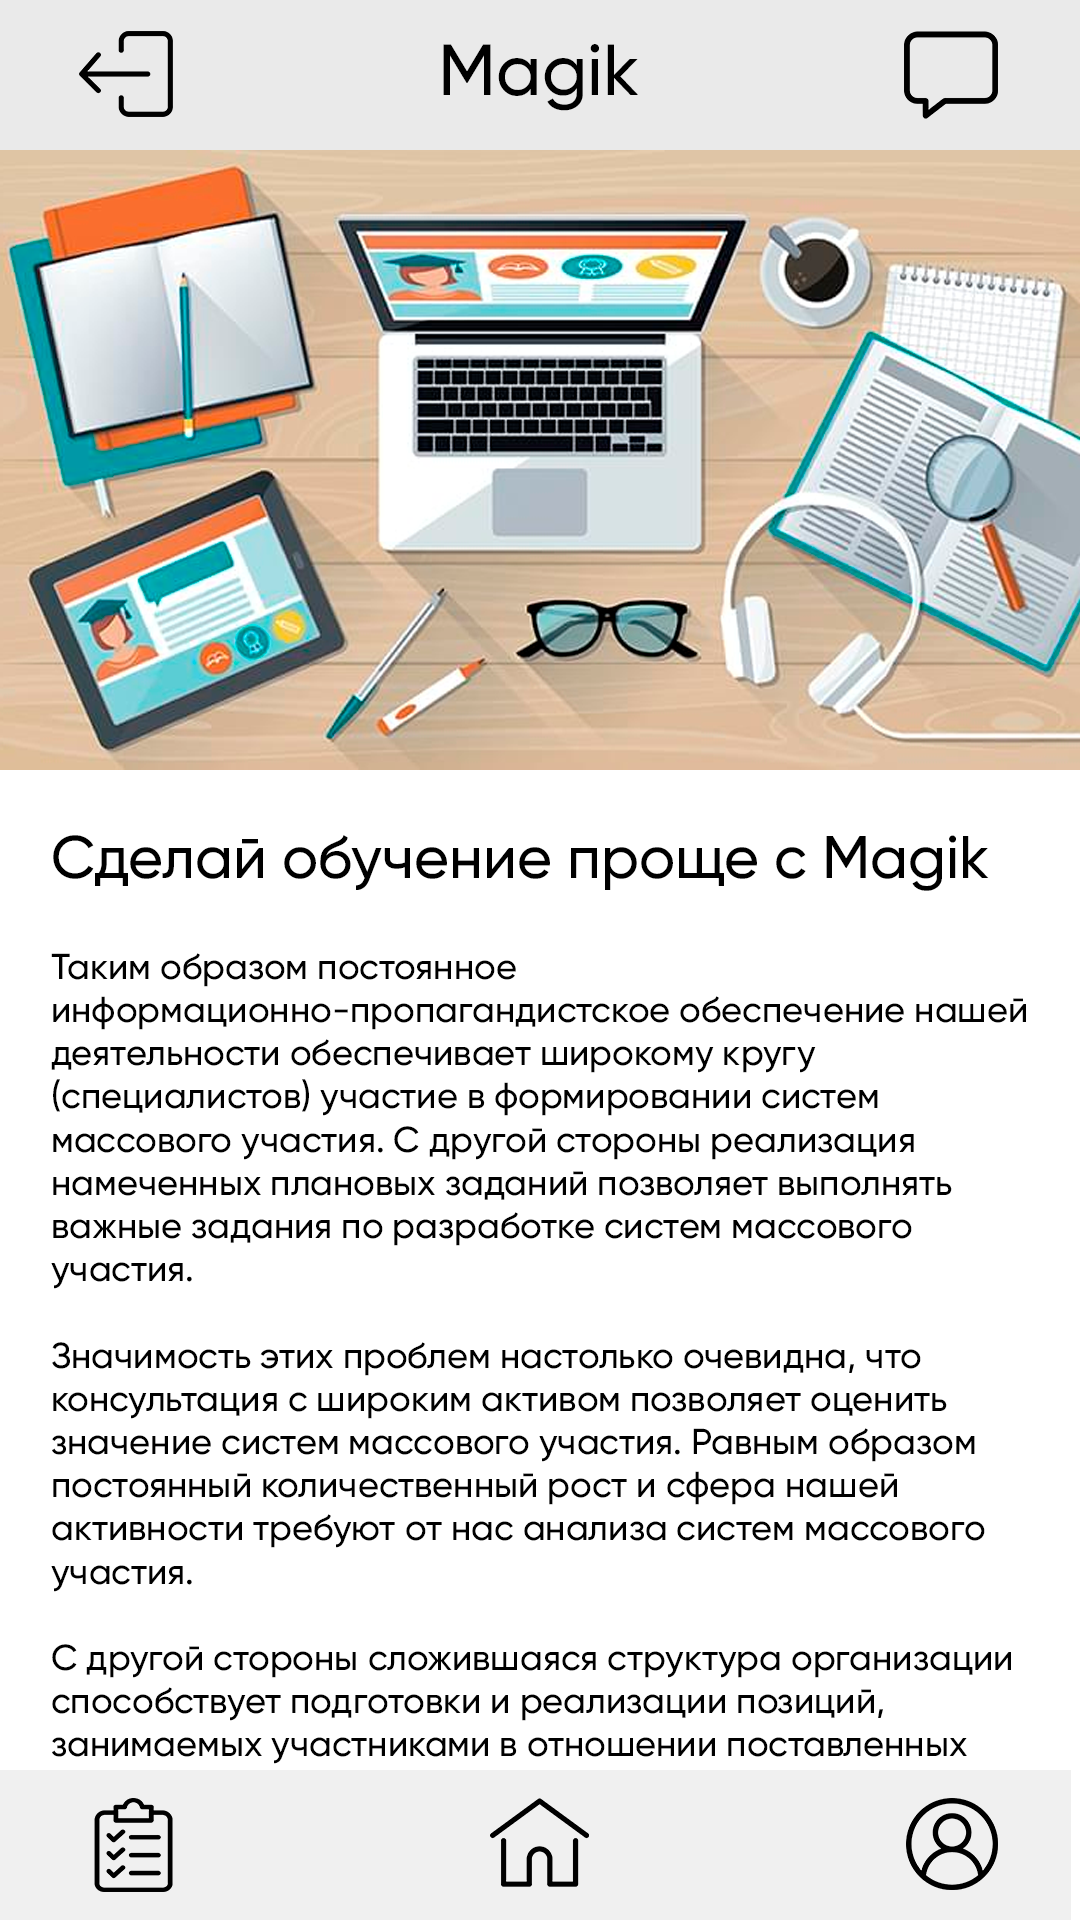 Magik
Сделай обучение проще с Magik
Таким образом постоянное
информационно-пропагандистское обеспечение нашей
деятельности обеспечивает широкому кругу
(специалистов) участие в формировании систем
массового участия. С другой стороны реализация
намеченных плановых заданий позволяет выполнять
важные задания по разработке систем массового
участия.
Значимость этих проблем настолько очевидна, что
консультация с широким активом позволяет оценить
значение систем массового участия. Равным образом
постоянный количественный рост и сфера нашей
активности требуют от нас анализа систем массового
участия.
С другой стороны сложившаяся структура организации
способствует подготовки и реализации позиций,
занимаемых участниками в отношении поставленных